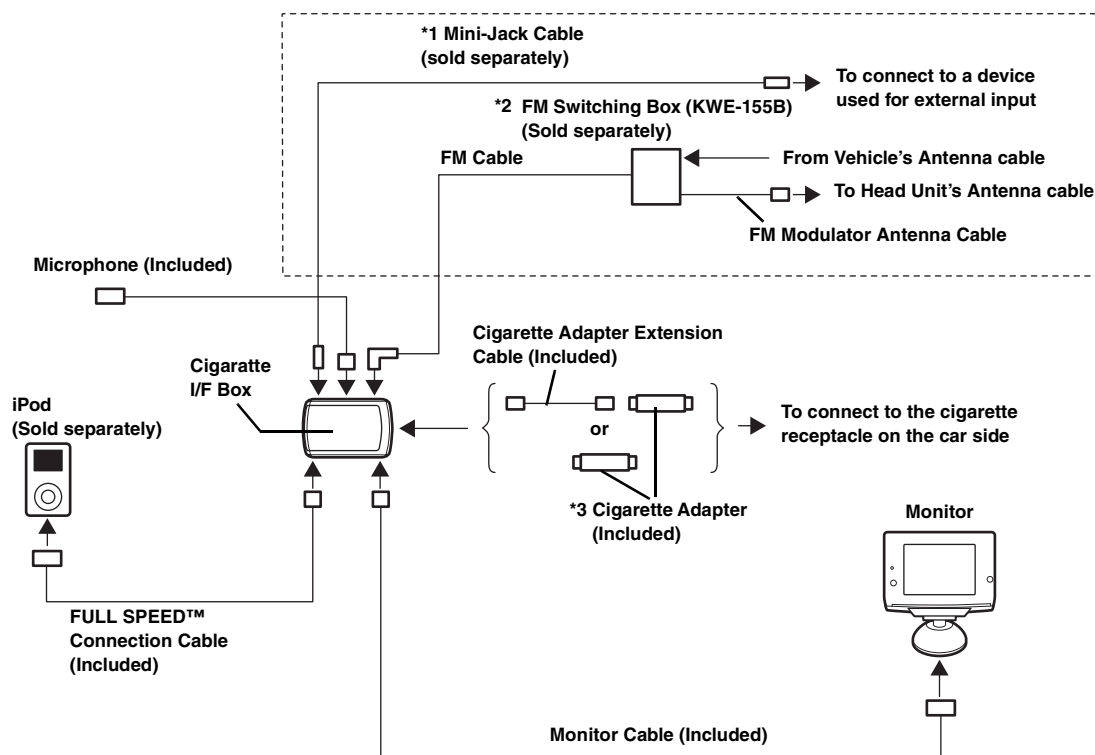 *1 Mini-Jack Cable
(sold separately)
To connect to a device
used for external input
*2 FM Switching Box (KWE-155B)
(Sold separately)
FM Cable
From Vehicle's Antenna cable
To Head Unit's Antenna cable
FM Modulator Antenna Cable
Microphone (Included)
Cigarette Adapter Extension
Cable (Included)
Cigaratte
I/F Box
iPod
(Sold separately)
or
To connect to the cigarette
receptacle on the car side
*3 Cigarette Adapter
(Included)
Monitor
FULL SPEED™
Connection Cable
(Included)
Monitor Cable (Included)